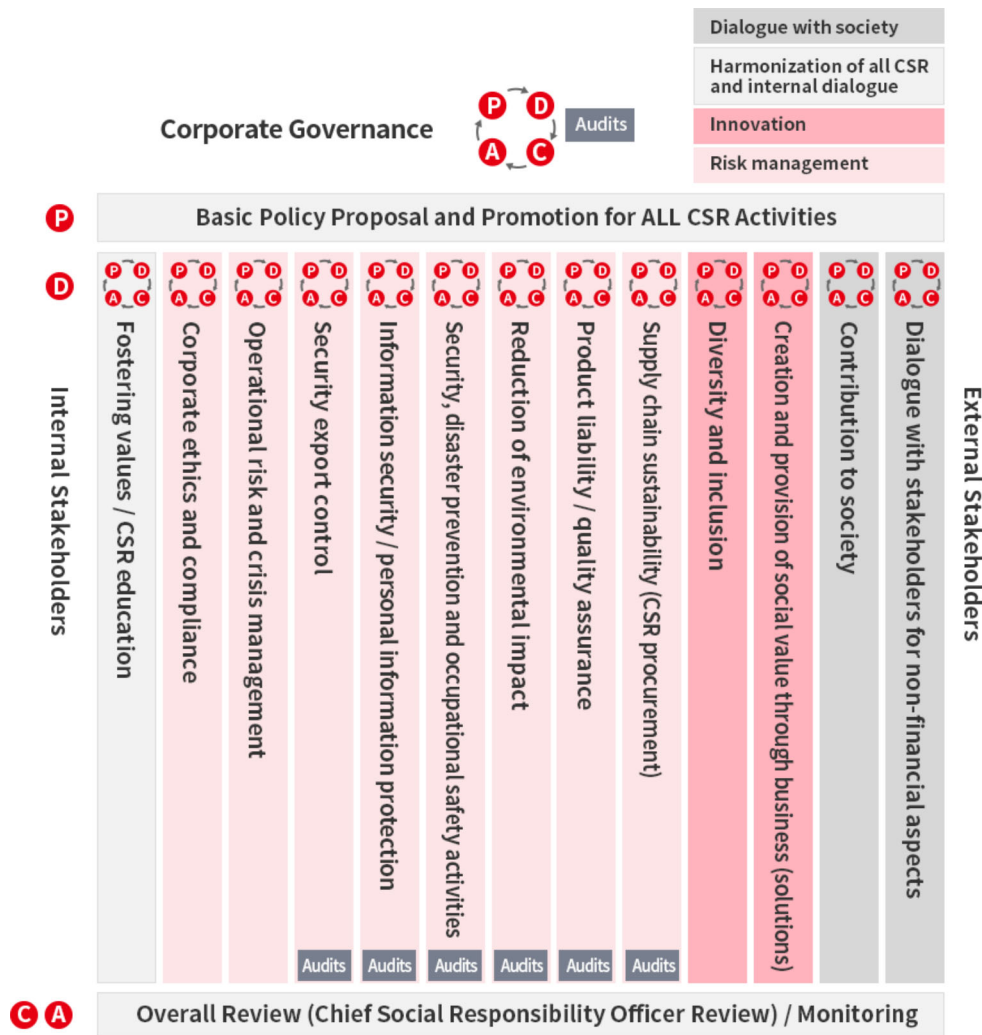 Dialogue with society
Harmonization of all CSR
and internal dialogue
Innovation
Risk management
Corporate Governance
P D
A C
Audits
P
Basic Policy Proposal and Promotion for ALL CSR Activities
D
P D
A C
P D
A C
P D
A C
P D
A C
P D
A C
P D
A C
P D
A C
P D
A C
P D
A C
P D
A C
P D
A C
P D
A C
P D
A C
Internal Stakeholders
Fostering values / CSR education
Corporate ethics and compliance
Operational risk and crisis management
Security export control
Information security / personal information protection
Security, disaster prevention and occupational safety activities
Reduction of environmental impact
Product liability / quality assurance
Supply chain sustainability (CSR procurement)
Diversity and inclusion
Creation and provision of social value through business (solutions)
Contribution to society
Dialogue with stakeholders for non-financial aspects
External Stakeholders
Audits
Audits
Audits
Audits
Audits
Audits
C A
Overall Review (Chief Social Responsibility Officer Review) / Monitoring